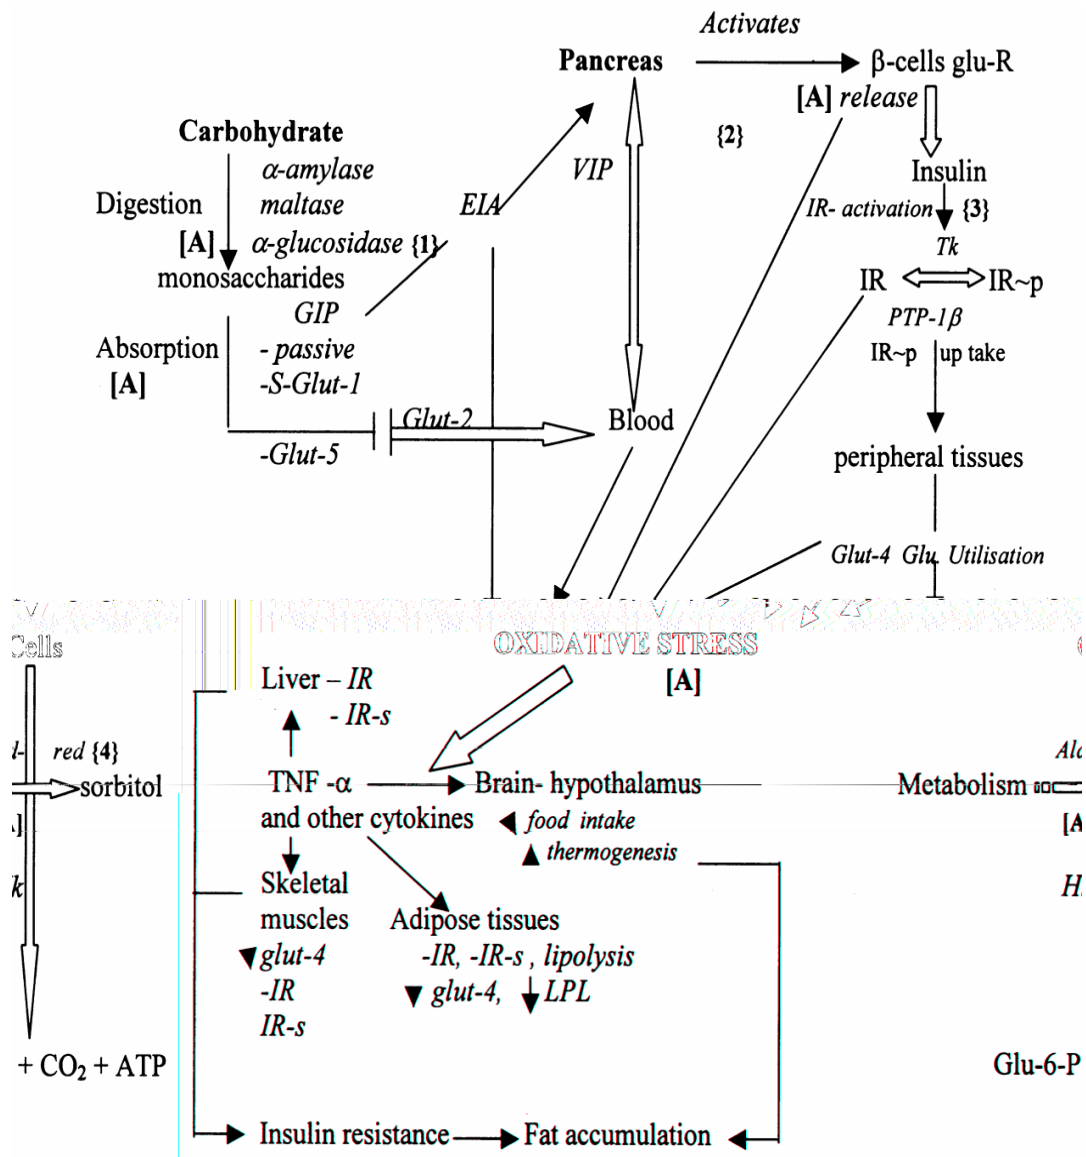 Activates
Pancreas
β-cells glu-R
[A] release
Carbohydrate
{2}
α-amylase
VIP
Insulin
Digestion
maltase
EIA
IR- activation {3}
[A] α-glucosidase {1}
Tk
monosaccharides
IR IR~p
GIP
PTP-1β
Absorption
- passive
IR~p up take
[A]
-S-Glut-1
Glut-2
Blood
-Glut-5
peripheral tissues
Glut-4 Glu Utilisation
Cells
OXIDATIVE STRESS
Liver – IR
[A]
- IR-s
red {4}
sorbitol
TNF -α
Brain- hypothalamus
Metabolism
and other cytokines
food intake
thermogenesis
Skeletal
muscles
Adipose tissues
glut-4
-IR, -IR-s , lipolysis
-IR
glut-4, LPL
IR-s
+ CO₂ + ATP
Glu-6-P
Insulin resistance
Fat accumulation